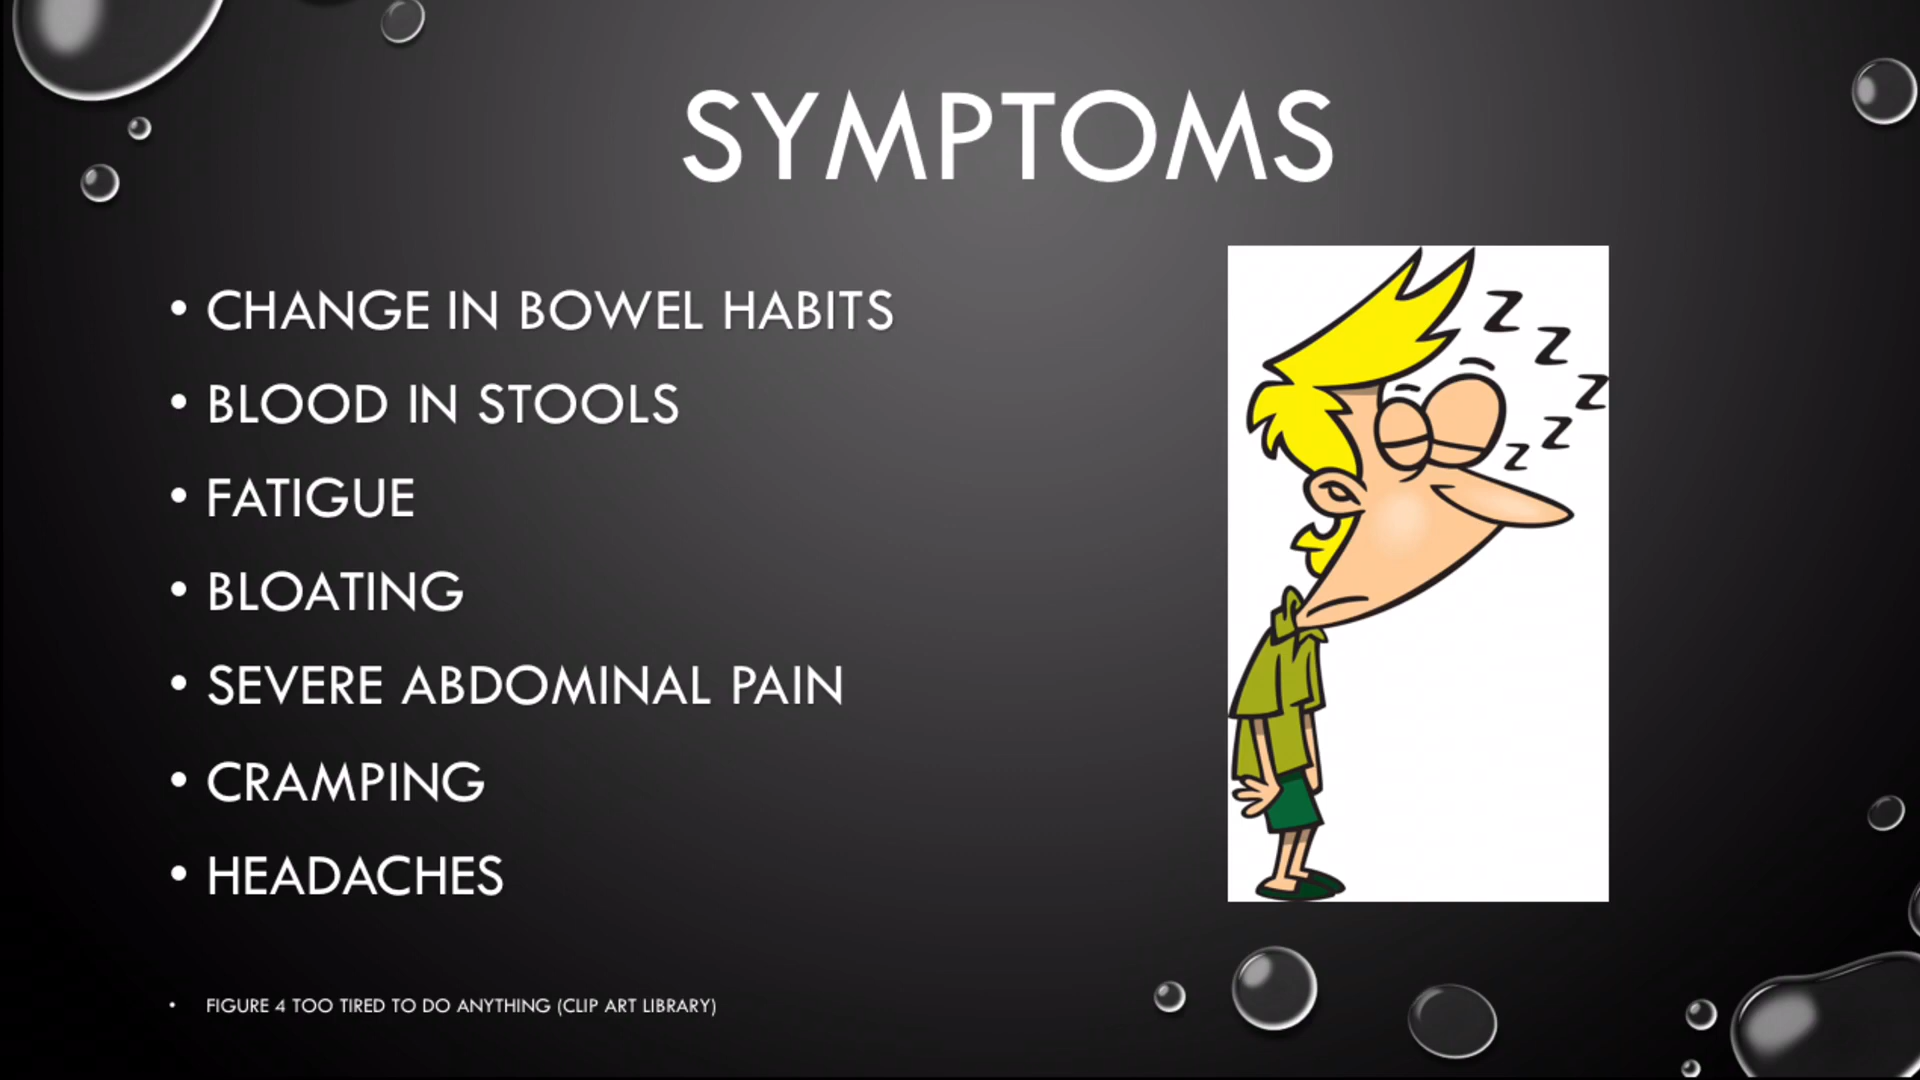 SYMPTOMS
• CHANGE IN BOWEL HABITS
• BLOOD IN STOOLS
• FATIGUE
• BLOATING
• SEVERE ABDOMINAL PAIN
• CRAMPING
• HEADACHES
z
z
z
z
z
• FIGURE 4 TOO TIRED TO DO ANYTHING (CLIP ART LIBRARY)